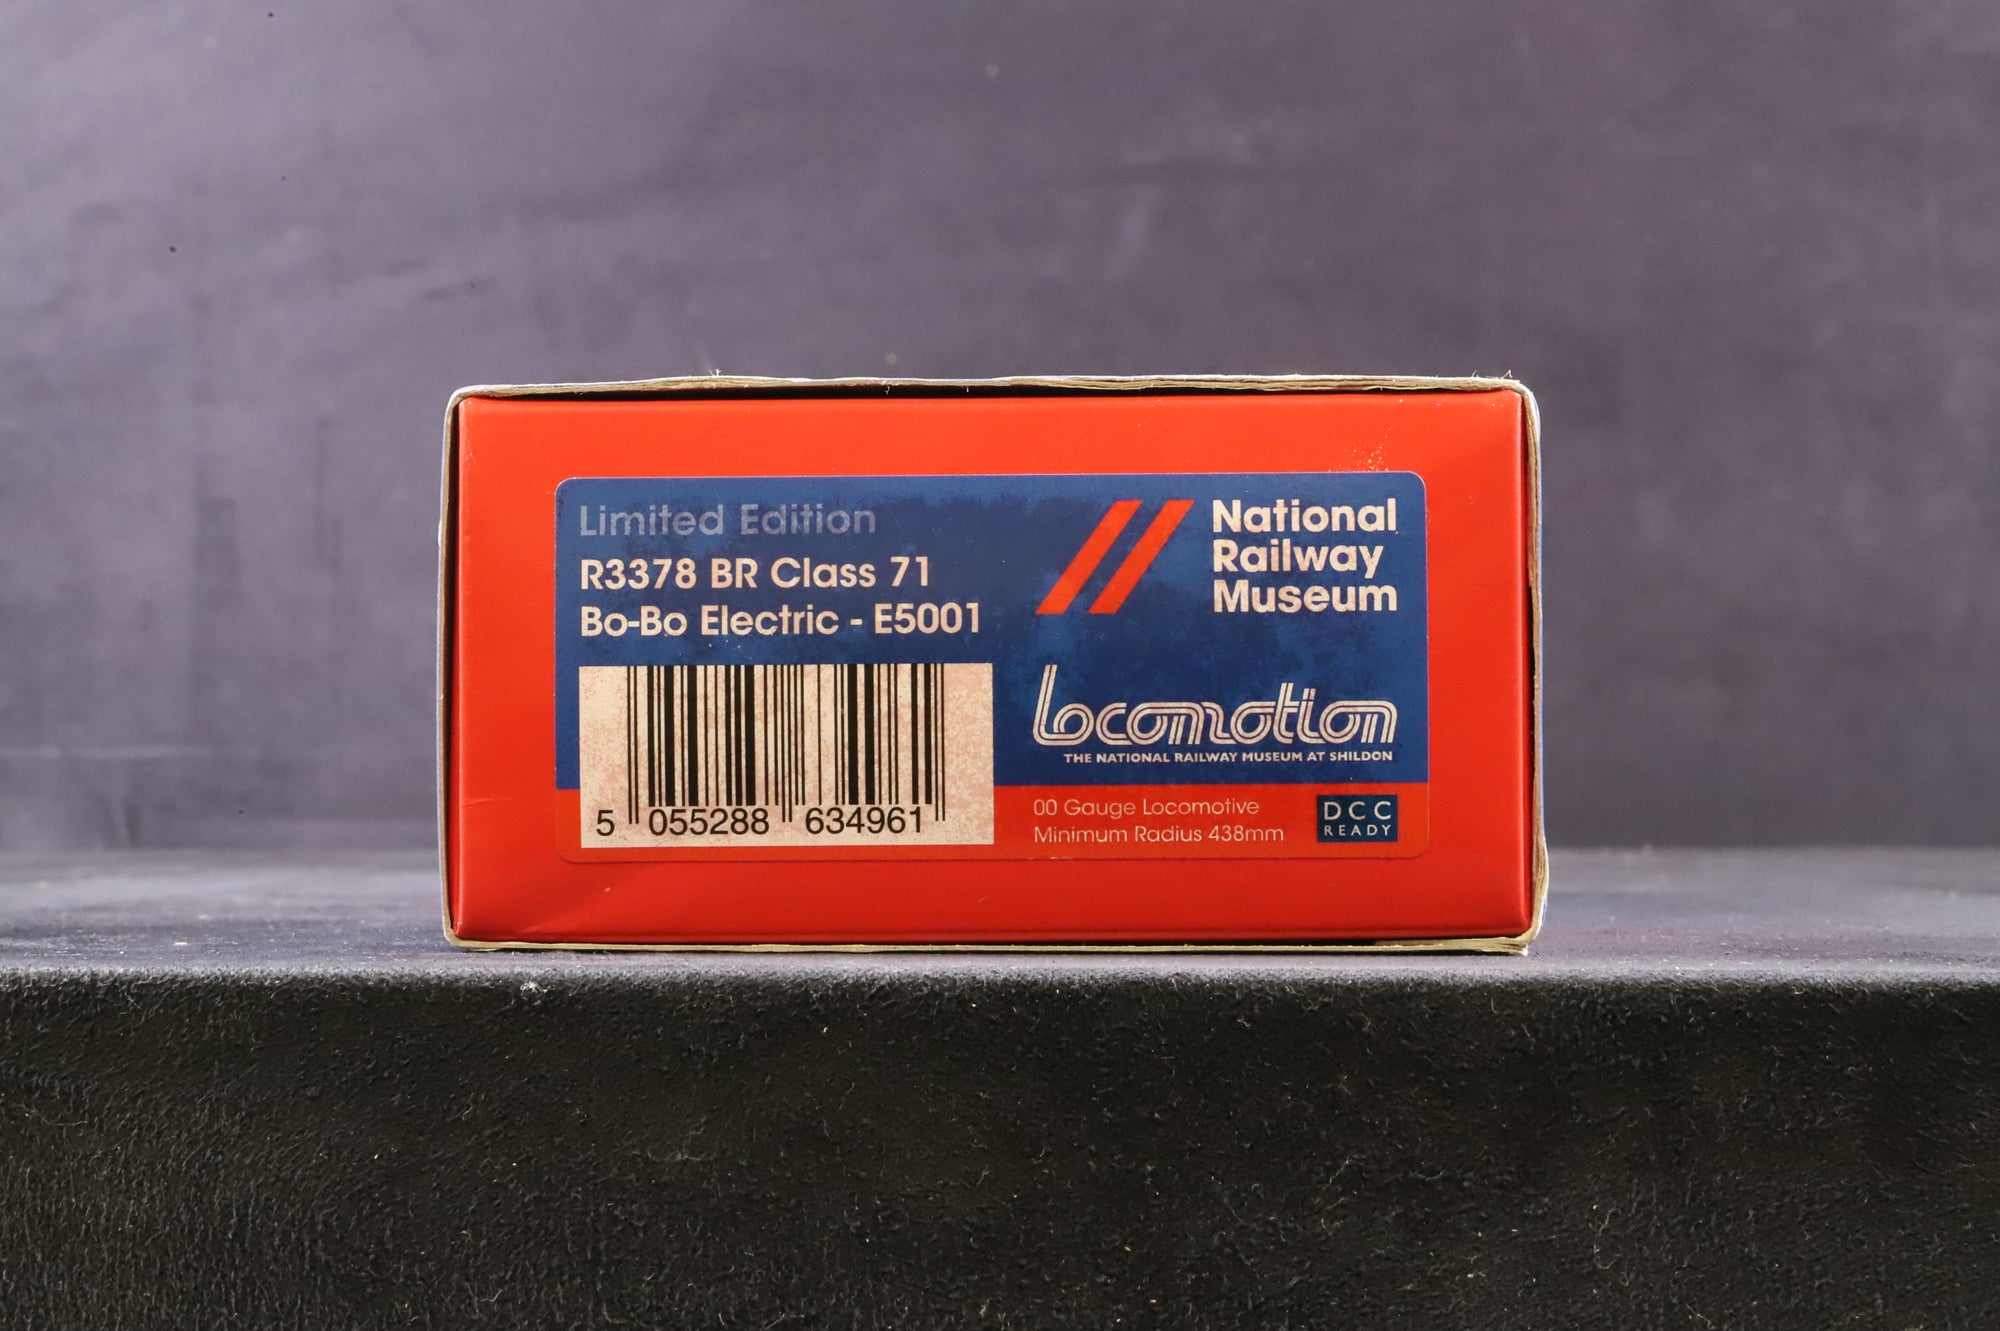 Limited Edition
R3378 BR Class 71
Bo-Bo Electric - E5001
National
Railway
Museum
Locomotion
THE NATIONAL RAILWAY MUSEUM AT SHILDON
5 055288 634961
00 Gauge Locomotive
Minimum Radius 438mm
DCC
READY